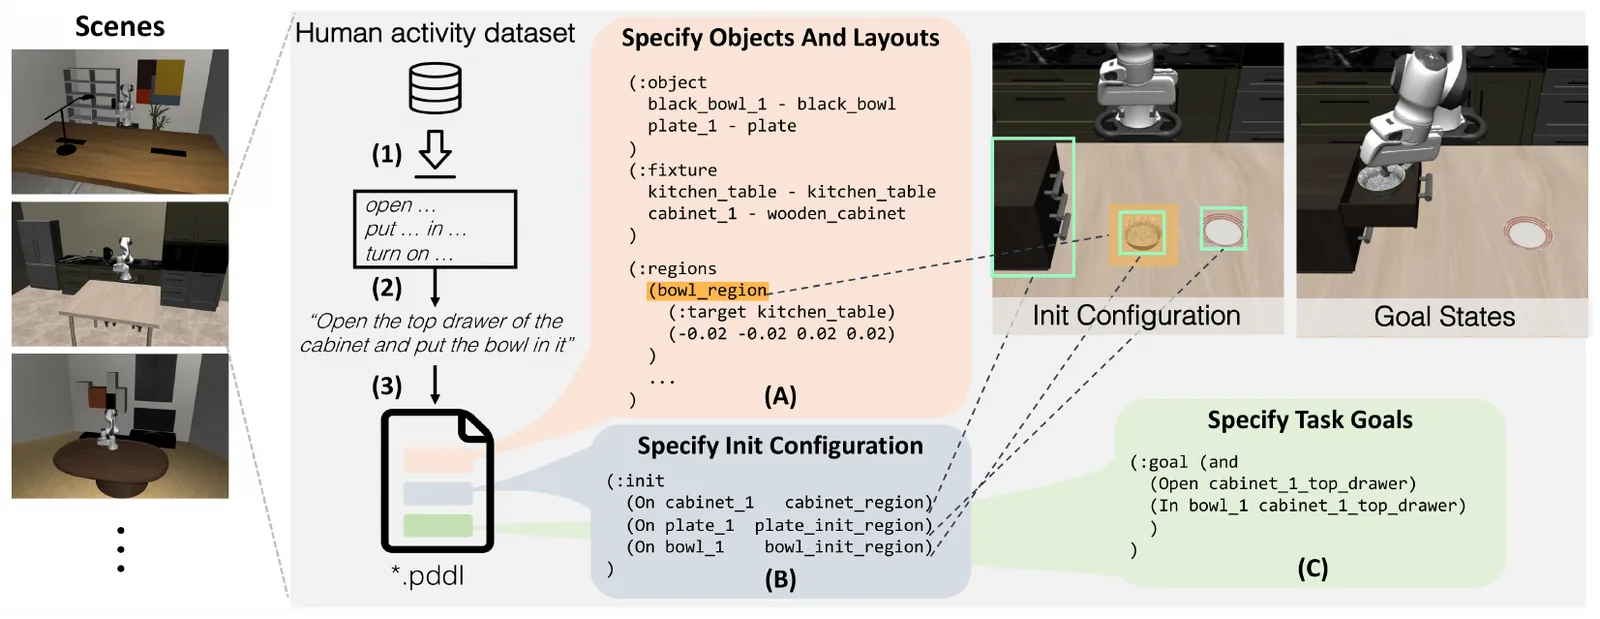 Scenes
Human activity dataset
(1)
open ...
put ... in ...
turn on ...
(2)
“Open the top drawer of the
cabinet and put the bowl in it”
(3)
*.pddl
Specify Objects And Layouts
(:object
black_bowl_1 - black_bowl
plate_1 - plate
)
(:fixture
kitchen_table - kitchen_table
cabinet_1 - wooden_cabinet
)
(:regions
(bowl_region
(:target kitchen_table)
(-0.02 -0.02 0.02 0.02)
)
...
)
(A)
Specify Init Configuration
(:init
(On cabinet_1 cabinet_region)
(On plate_1 plate_init_region)
(On bowl_1 bowl_init_region)
)
(B)
Init Configuration
Goal States
Specify Task Goals
(:goal (and
(Open cabinet_1_top_drawer)
(In bowl_1 cabinet_1_top_drawer)
)
)
(C)